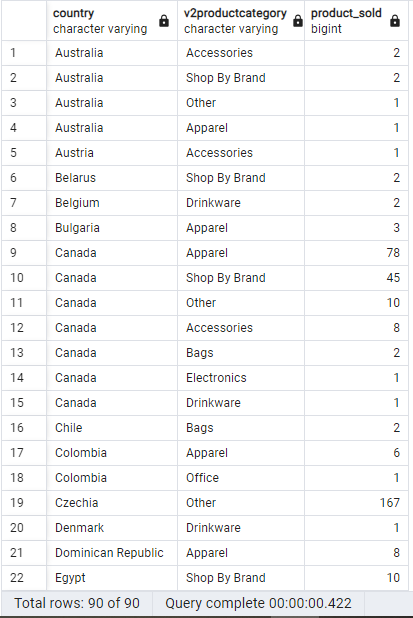 country v2productcategory product_sold
character varying character varying bigint
1 Australia Accessories 2
2 Australia Shop By Brand 2
3 Australia Other 1
4 Australia Apparel 1
5 Austria Accessories 1
6 Belarus Shop By Brand 2
7 Belgium Drinkware 2
8 Bulgaria Apparel 3
9 Canada Apparel 78
10 Canada Shop By Brand 45
11 Canada Other 10
12 Canada Accessories 8
13 Canada Bags 2
14 Canada Electronics 1
15 Canada Drinkware 1
16 Chile Bags 2
17 Colombia Apparel 6
18 Colombia Office 1
19 Czechia Other 167
20 Denmark Drinkware 1
21 Dominican Republic Apparel 8
22 Egypt Shop By Brand 10
Total rows: 90 of 90 Query complete 00:00:00.422